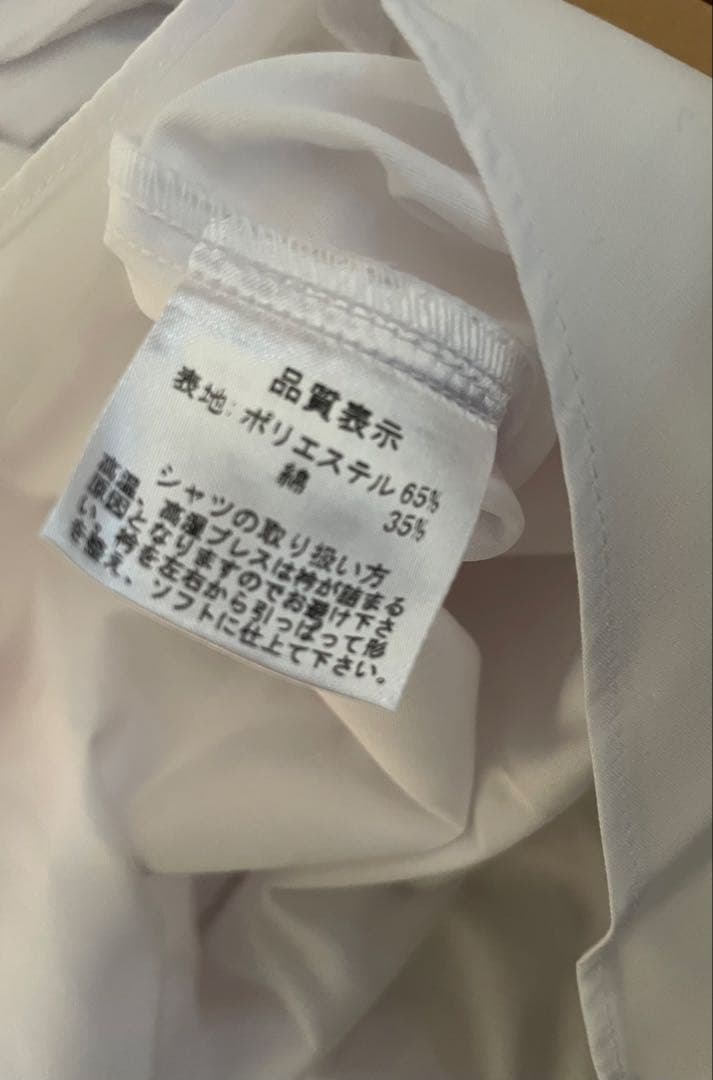 品質表示
表地: ポリエステル 65%
綿 35%
シャツの取り扱い方
高温、高湿プレスは衿が詰まる
原因となりますのでお避け下さ
い。衿を左右から引っぱって形
を整え、ソフトに仕上て下さい。